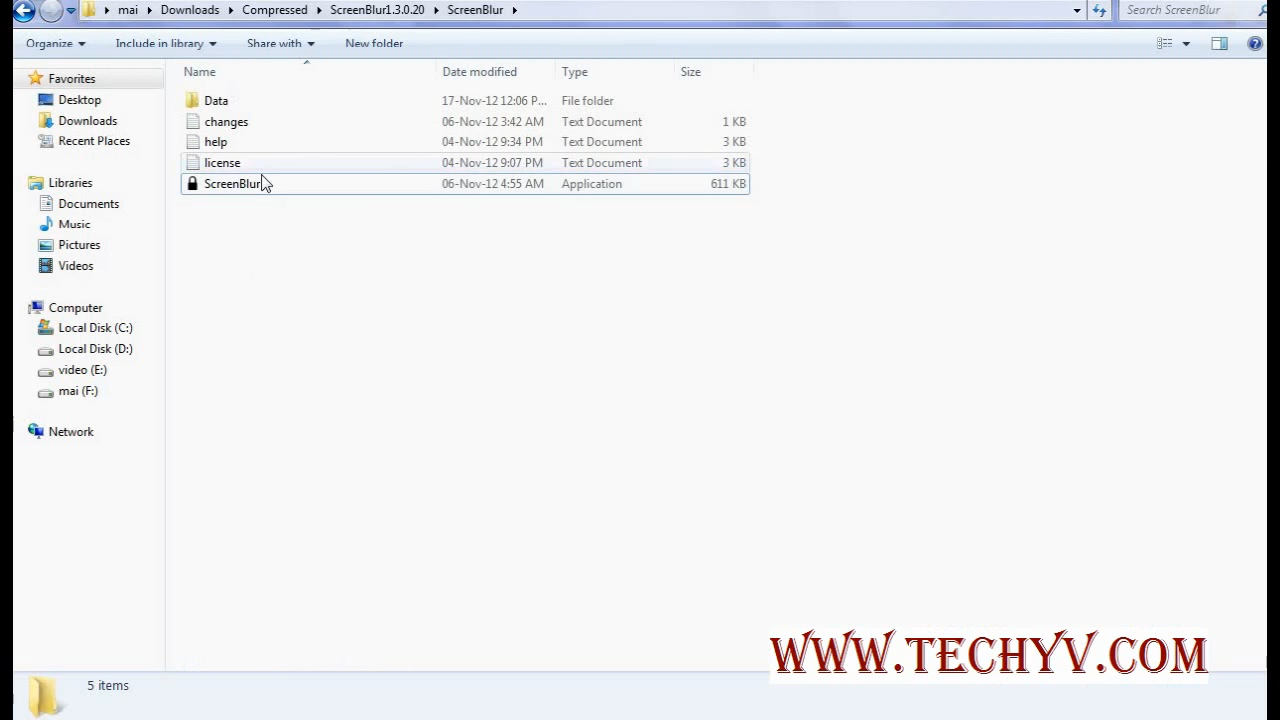 mai Downloads Compressed ScreenBlur1.3.0.20 ScreenBlur Search ScreenBlur
Organize Include in library Share with New folder
Name Date modified Type Size
Favorites
Desktop
Downloads
Recent Places
Libraries
Documents
Music
Pictures
Videos
Computer
Local Disk (C:)
Local Disk (D:)
video (E:)
mai (F:)
Network
Data 17-Nov-12 12:06 P... File folder
changes 06-Nov-12 3:42 AM Text Document 1 KB
help 04-Nov-12 9:34 PM Text Document 3 KB
license 04-Nov-12 9:07 PM Text Document 3 KB
ScreenBlur 06-Nov-12 4:55 AM Application 611 KB
WWW.TECHYV.COM
5 items